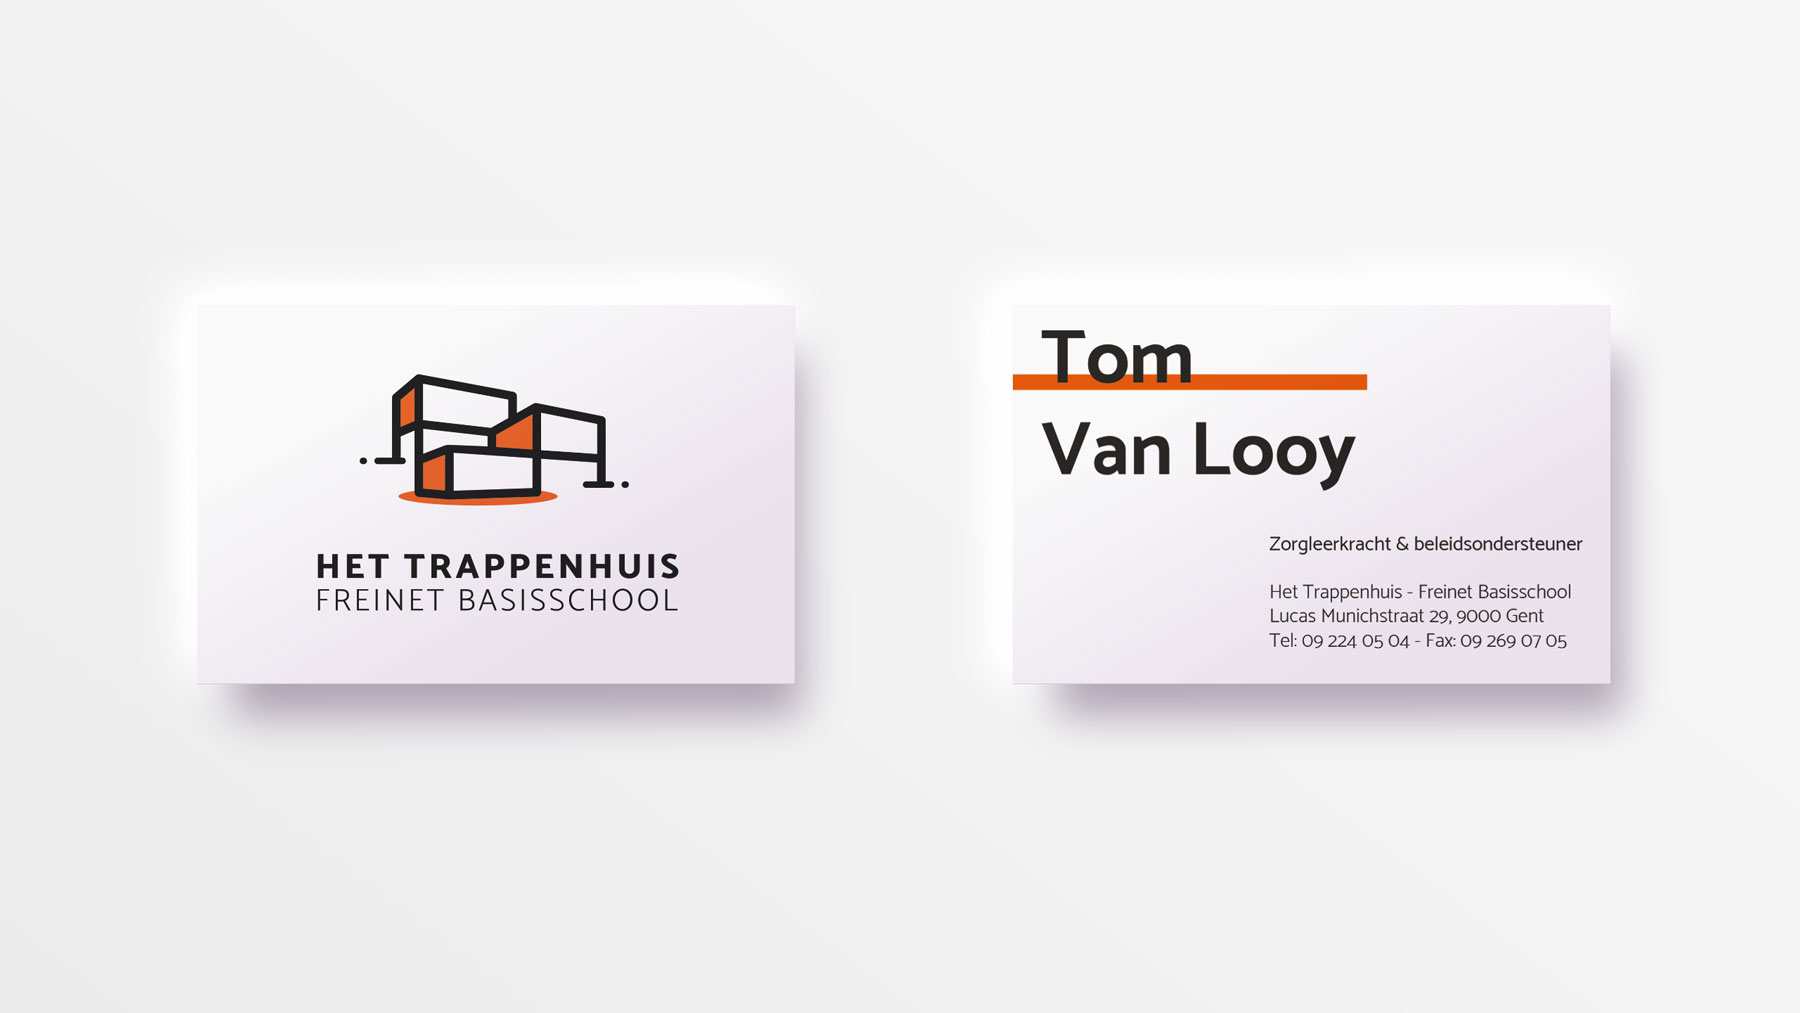 HET TRAPPENHUIS
FREINET BASISSCHOOL
Tom
Van Looy
Zorgleerkracht & beleidsondersteuner
Het Trappenhuis - Freinet Basisschool
Lucas Munichstraat 29, 9000 Gent
Tel: 09 224 05 04 - Fax: 09 269 07 05